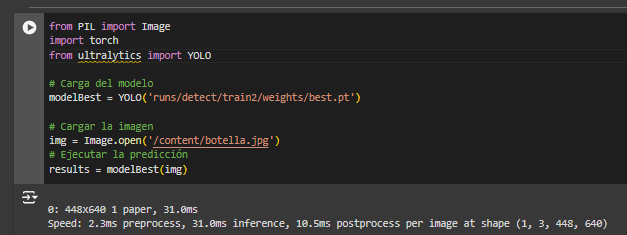 from PIL import Image
import torch
from ultralytics import YOLO
# Carga del modelo
modelBest = YOLO('runs/detect/train2/weights/best.pt')
# Cargar la imagen
img = Image.open('/content/botella.jpg')
# Ejecutar la predicción
results = modelBest(img)
0: 448x640 1 paper, 31.0ms
Speed: 2.3ms preprocess, 31.0ms inference, 10.5ms postprocess per image at shape (1, 3, 448, 640)